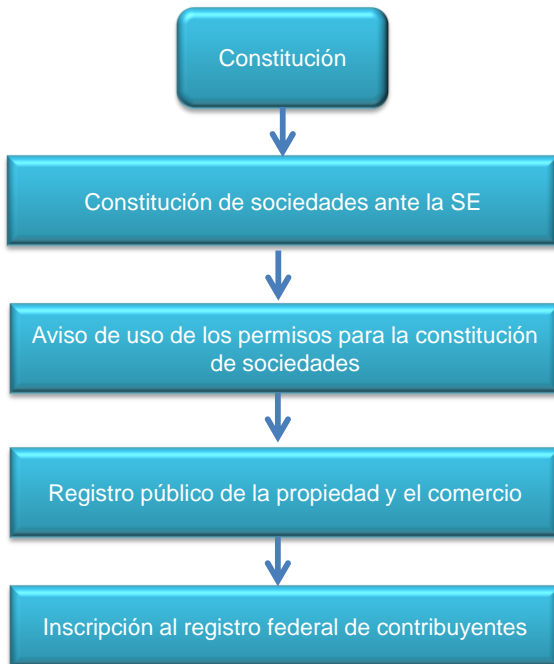 Constitución
Constitución de sociedades ante la SE
Aviso de uso de los permisos para la constitución
de sociedades
Registro público de la propiedad y el comercio
Inscripción al registro federal de contribuyentes